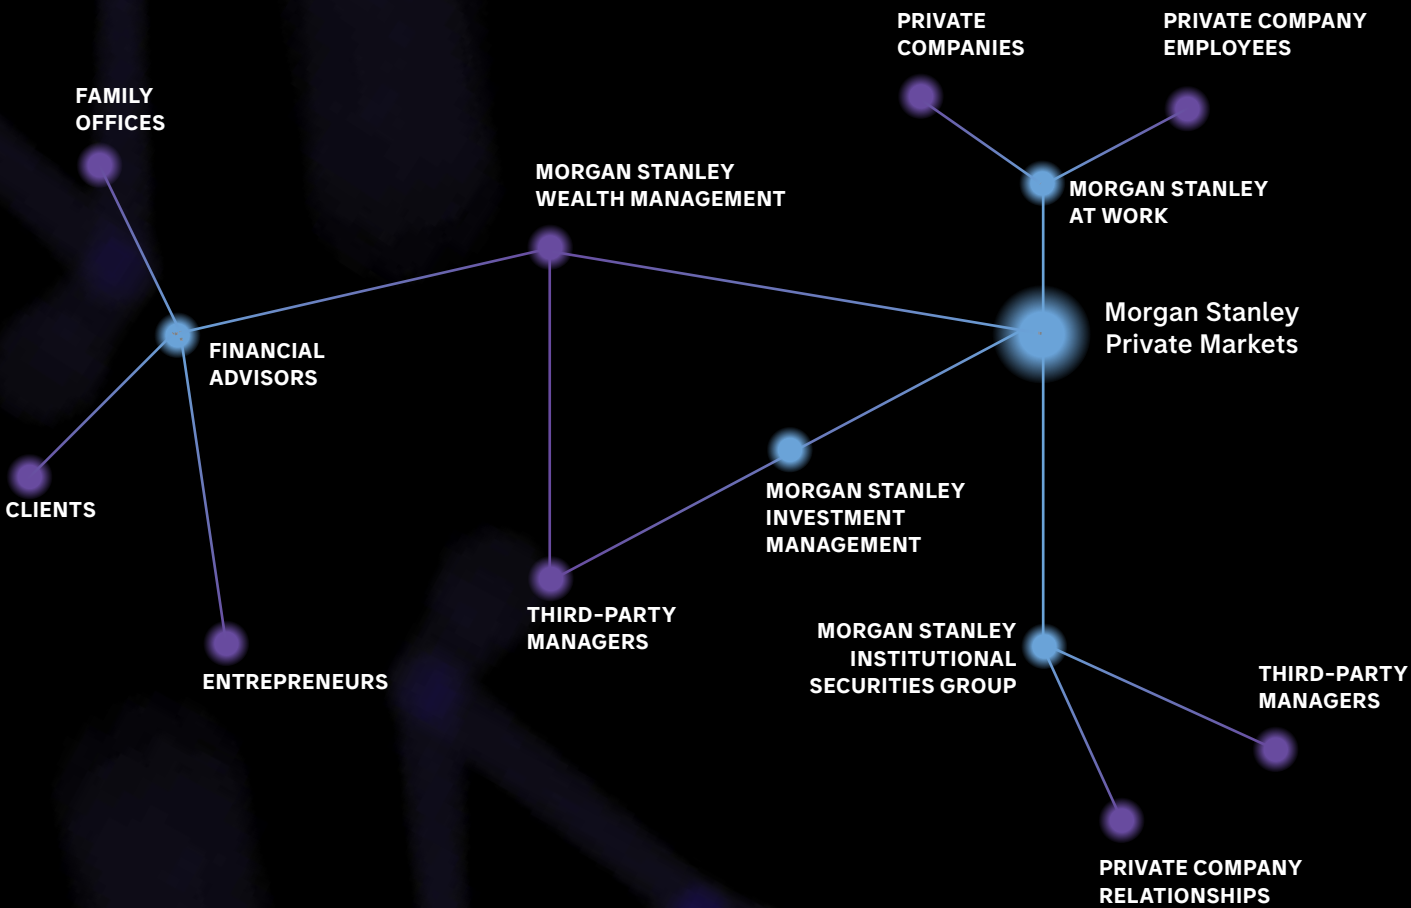 PRIVATE
COMPANIES
PRIVATE COMPANY
EMPLOYEES
FAMILY
OFFICES
MORGAN STANLEY
WEALTH MANAGEMENT
MORGAN STANLEY
AT WORK
Morgan Stanley
Private Markets
FINANCIAL
ADVISORS
CLIENTS
MORGAN STANLEY
INVESTMENT
MANAGEMENT
THIRD-PARTY
MANAGERS
MORGAN STANLEY
INSTITUTIONAL
SECURITIES GROUP
ENTREPRENEURS
THIRD-PARTY
MANAGERS
PRIVATE COMPANY
RELATIONSHIPS